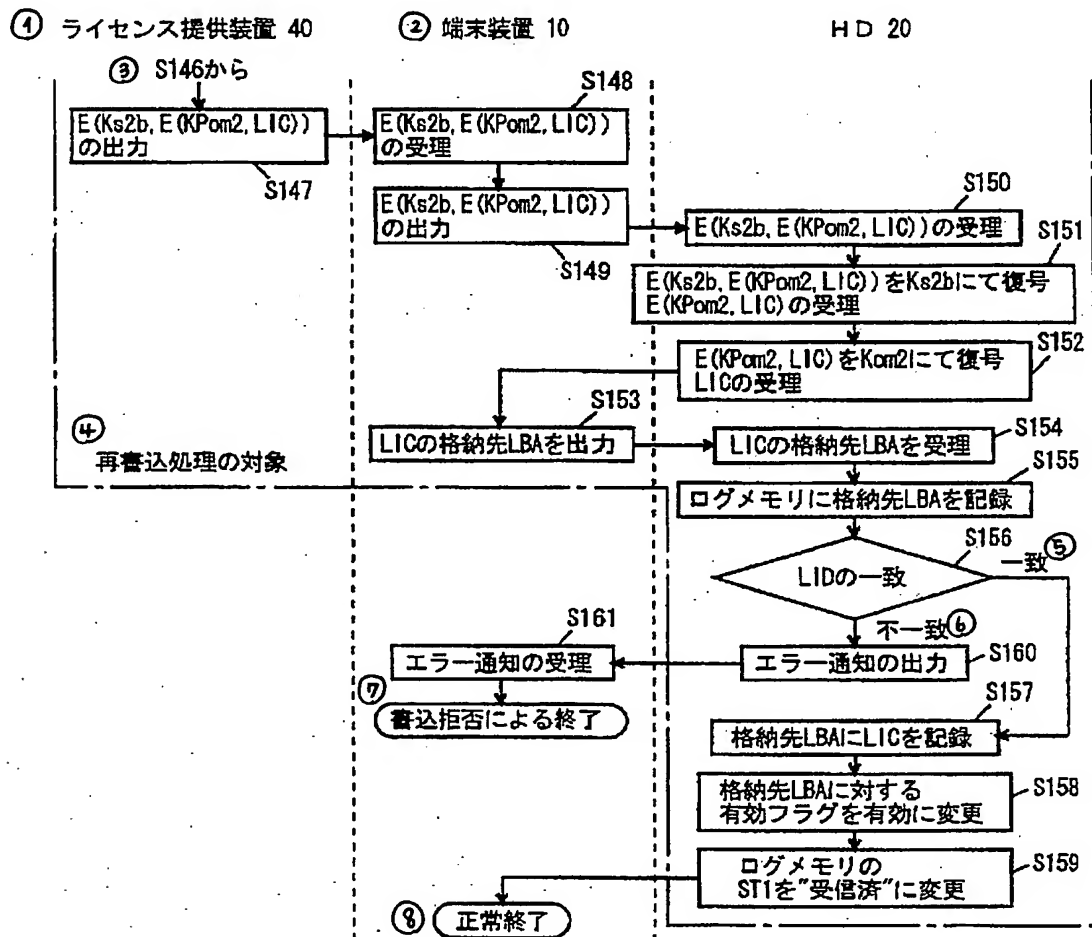 ① ライセンス提供装置 40
② 端末装置 10
HD 20
③ S146から
E(Ks2b, E(KPom2, LIC))
の出力
S147
S148
E(Ks2b, E(KPom2, LIC))
の受理
E(Ks2b, E(KPom2, LIC))
の出力
S149
S150
E(Ks2b, E(KPom2, LIC))の受理
S151
E(Ks2b, E(KPom2, LIC))をKs2bにて復号
E(KPom2, LIC)の受理
S152
E(KPom2, LIC)をKom2にて復号
LICの受理
S153
LICの格納先LBAを出力
S154
LICの格納先LBAを受理
④
再書込処理の対象
S155
ログメモリに格納先LBAを記録
S156
LIDの一致
一致⑤
不一致⑥
S161
エラー通知の受理
S160
エラー通知の出力
⑦
書込拒否による終了
S157
格納先LBAにLICを記録
S158
格納先LBAに対する
有効フラグを有効に変更
S159
ログメモリの
ST1を"受信済"に変更
⑧ 正常終了